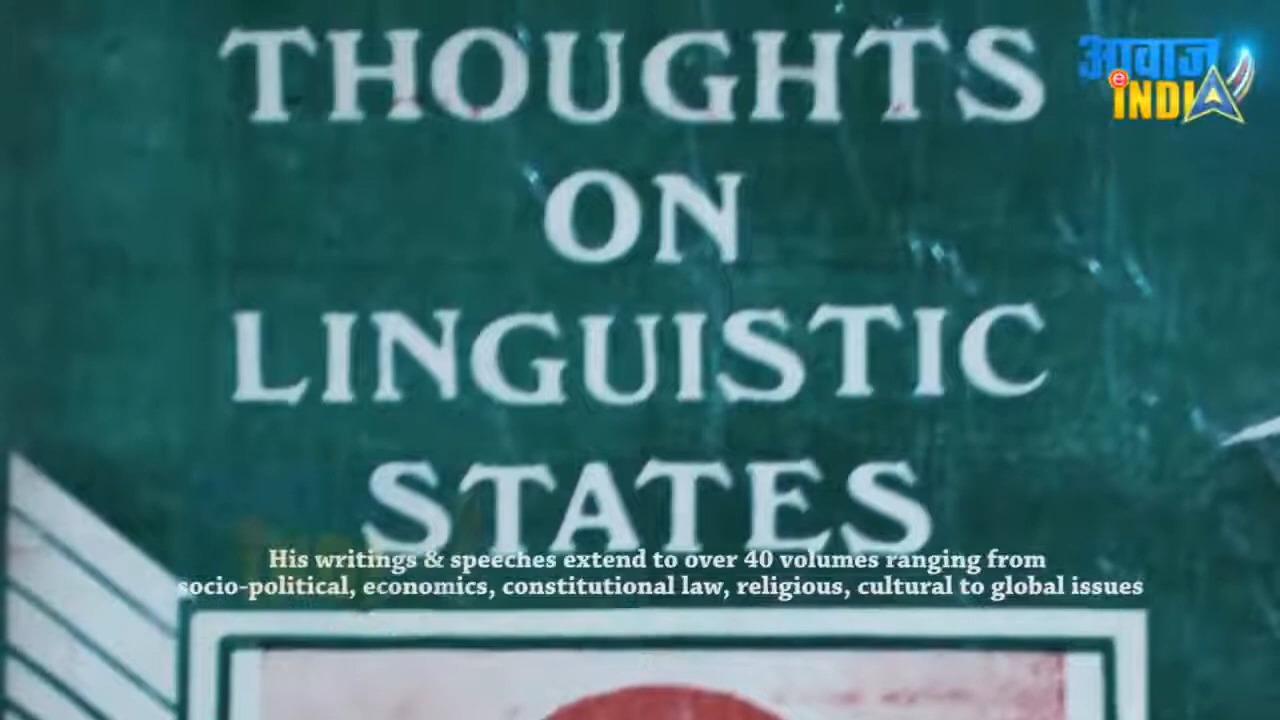 THOUGHTS
ON
LINGUISTIC
STATES
आवाज
e
INDIA
His writings & speeches extend to over 40 volumes ranging from
socio-political, economics, constitutional law, religious, cultural to global issues